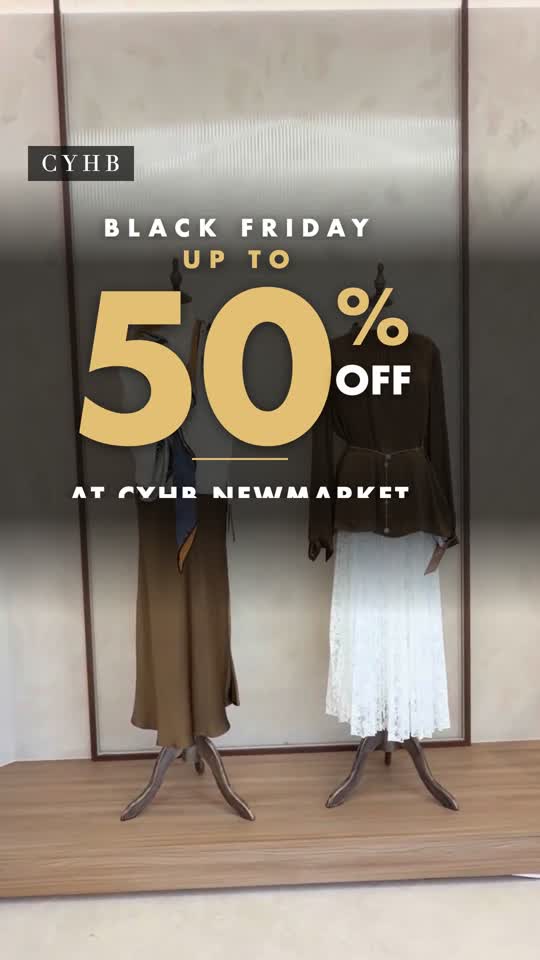 CYHB
BLACK FRIDAY
UP TO
50%
OFF
AT CYHB NEWMARKET